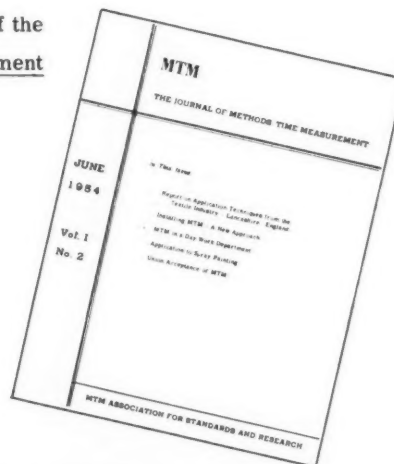 f the
ment
MTM
THE JOURNAL OF METHODS TIME MEASUREMENT
JUNE
1954
Vol. I
No. 2
In This Issue
Report on Application Techniques from the
Textile Industry Lancashire England
Including MTM - a New Approach
MTM in a Day Work Department
Application to Spray Painting
Union Acceptance of MTM
MTM ASSOCIATION FOR STANDARDS AND RESEARCH